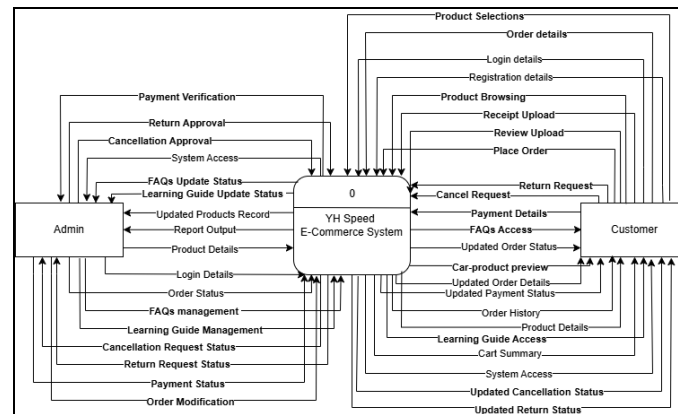 Product Selections
Order details
Login details
Registration details
Payment Verification
Product Browsing
Receipt Upload
Return Approval
Review Upload
Cancellation Approval
Place Order
System Access
FAQs Update Status
Return Request
Learning Guide Update Status
0
Cancel Request
Updated Products Record
Payment Details
Admin
YH Speed
E-Commerce System
Report Output
FAQs Access
Customer
Product Details
Updated Order Status
Login Details
Car-product preview
Updated Order Details
Order Status
Updated Payment Status
FAQs management
Order History
Learning Guide Management
Product Details
Learning Guide Access
Cancellation Request Status
Cart Summary
Return Request Status
System Access
Payment Status
Updated Cancellation Status
Order Modification
Updated Return Status